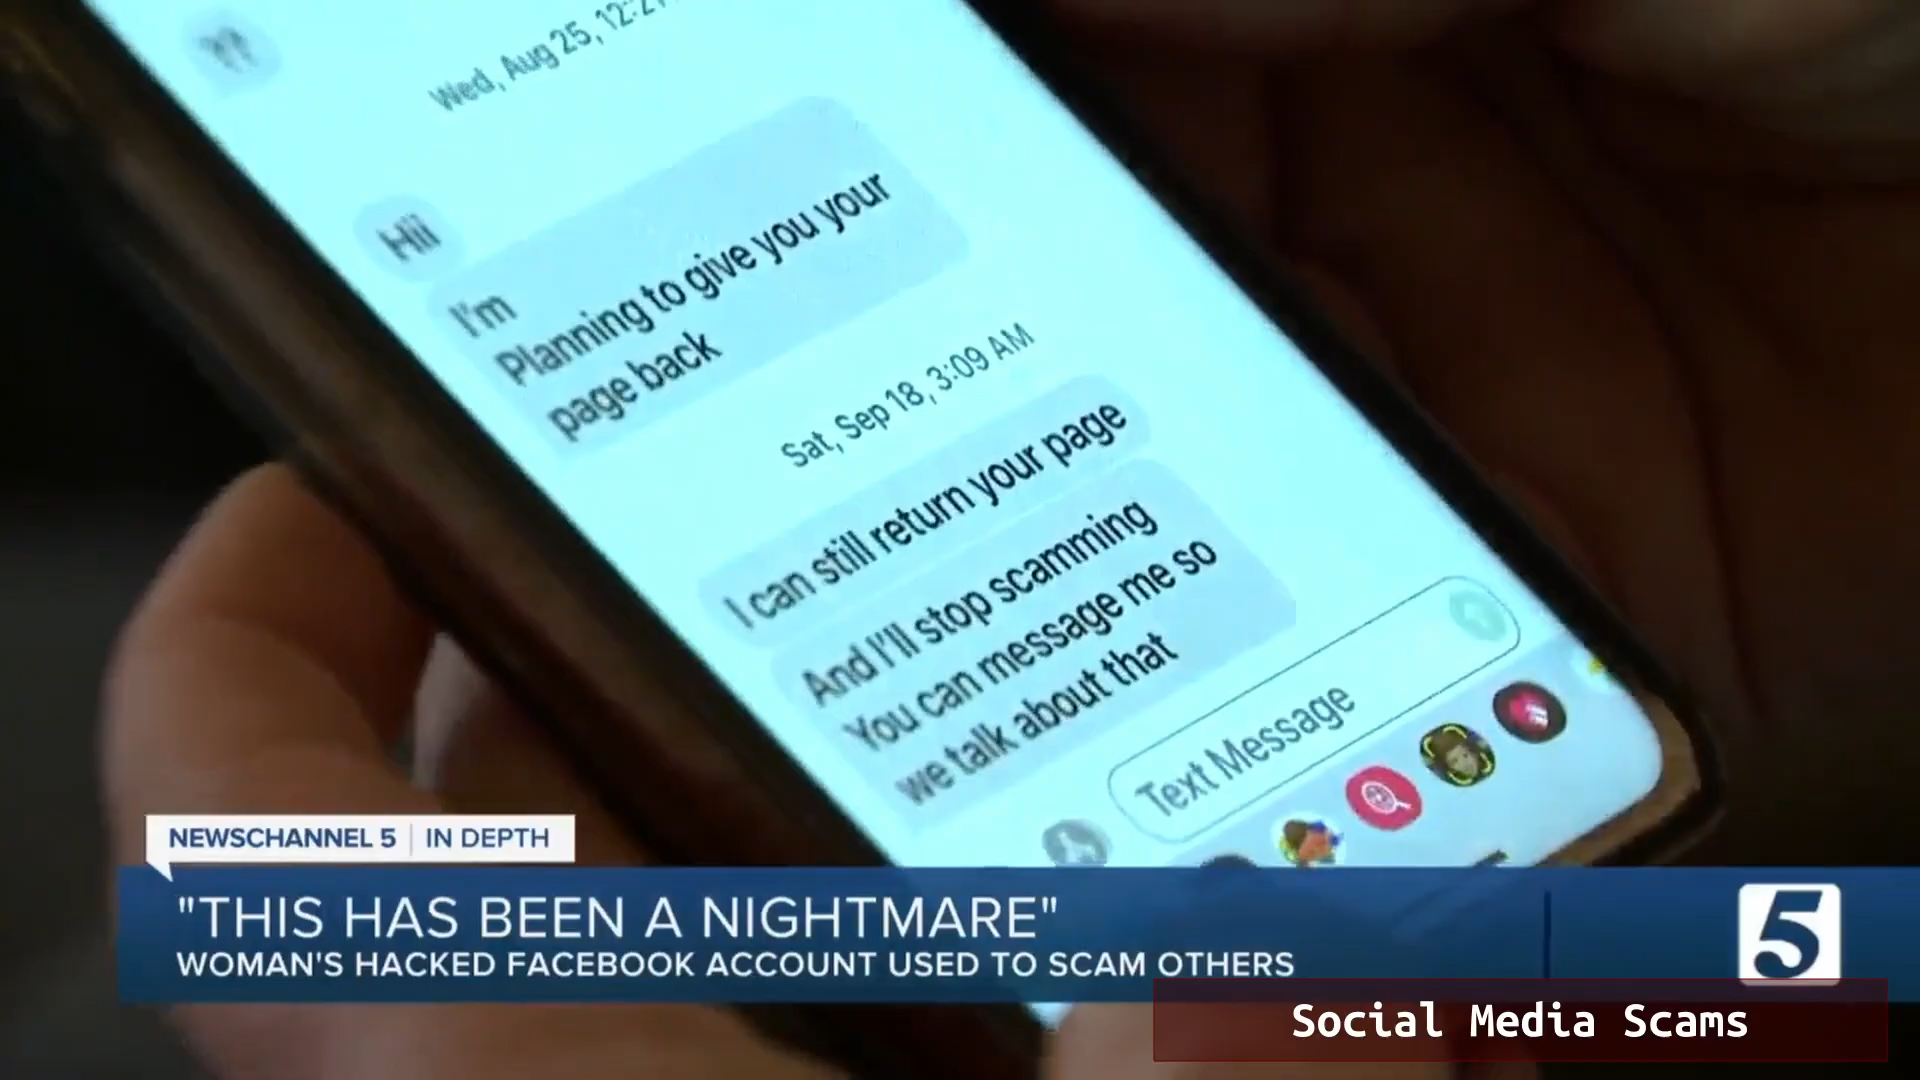 Wed, Aug 25, 12:21
Hii
I'm
Planning to give you your
page back
Sat, Sep 18, 3:09 AM
I can still return your page
And I'll stop scamming
You can message me so
we talk about that
Text Message
NEWSCHANNEL 5 | IN DEPTH
"THIS HAS BEEN A NIGHTMARE"
WOMAN'S HACKED FACEBOOK ACCOUNT USED TO SCAM OTHERS
5
Social Media Scams